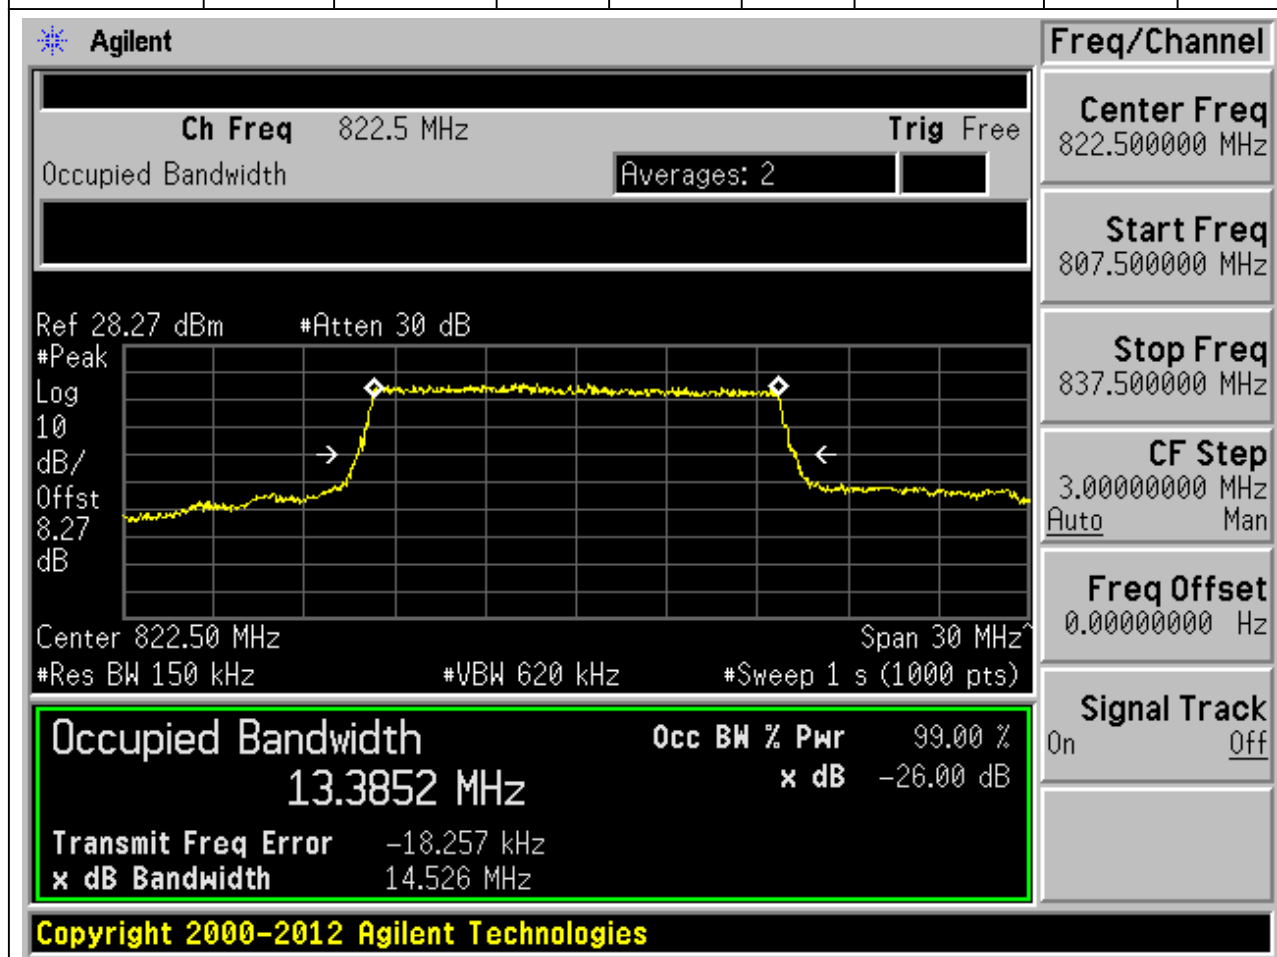 Agilent
Freq/Channel
Ch Freq 822.5 MHz Trig Free
Occupied Bandwidth Averages: 2
Center Freq
822.500000 MHz
Start Freq
807.500000 MHz
Stop Freq
837.500000 MHz
CF Step
3.00000000 MHz
Auto Man
Freq Offset
0.00000000 Hz
Signal Track
On Off
Ref 28.27 dBm #Atten 30 dB
#Peak
Log
10
dB/
Offst
8.27
dB
Center 822.50 MHz Span 30 MHz^
#Res BW 150 kHz #VBW 620 kHz #Sweep 1 s (1000 pts)
Occupied Bandwidth Occ BW % Pwr 99.00 %
13.3852 MHz x dB -26.00 dB
Transmit Freq Error -18.257 kHz
x dB Bandwidth 14.526 MHz
Copyright 2000-2012 Agilent Technologies